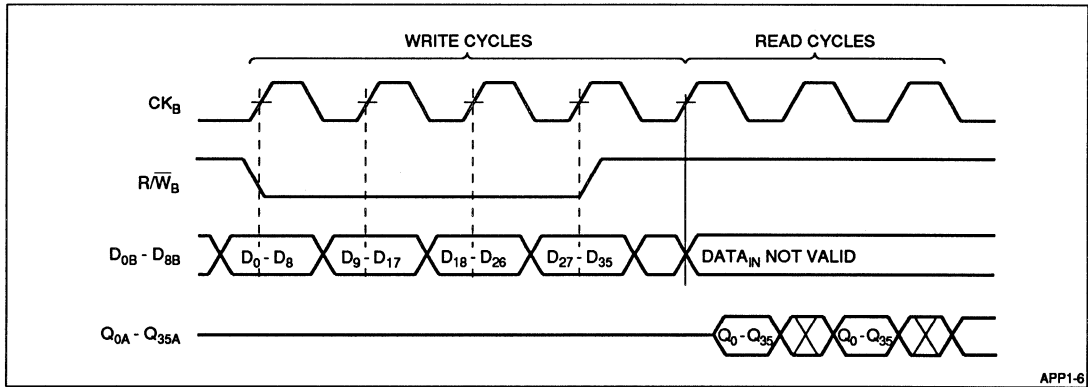 WRITE CYCLES READ CYCLES
CK_B
R/W̅_B
D_0B - D_8B D_0 - D_8 D_9 - D_17 D_18 - D_26 D_27 - D_35 DATA_IN NOT VALID
Q_0A - Q_35A Q_0 - Q_35 Q_0 - Q_35
APP1-6